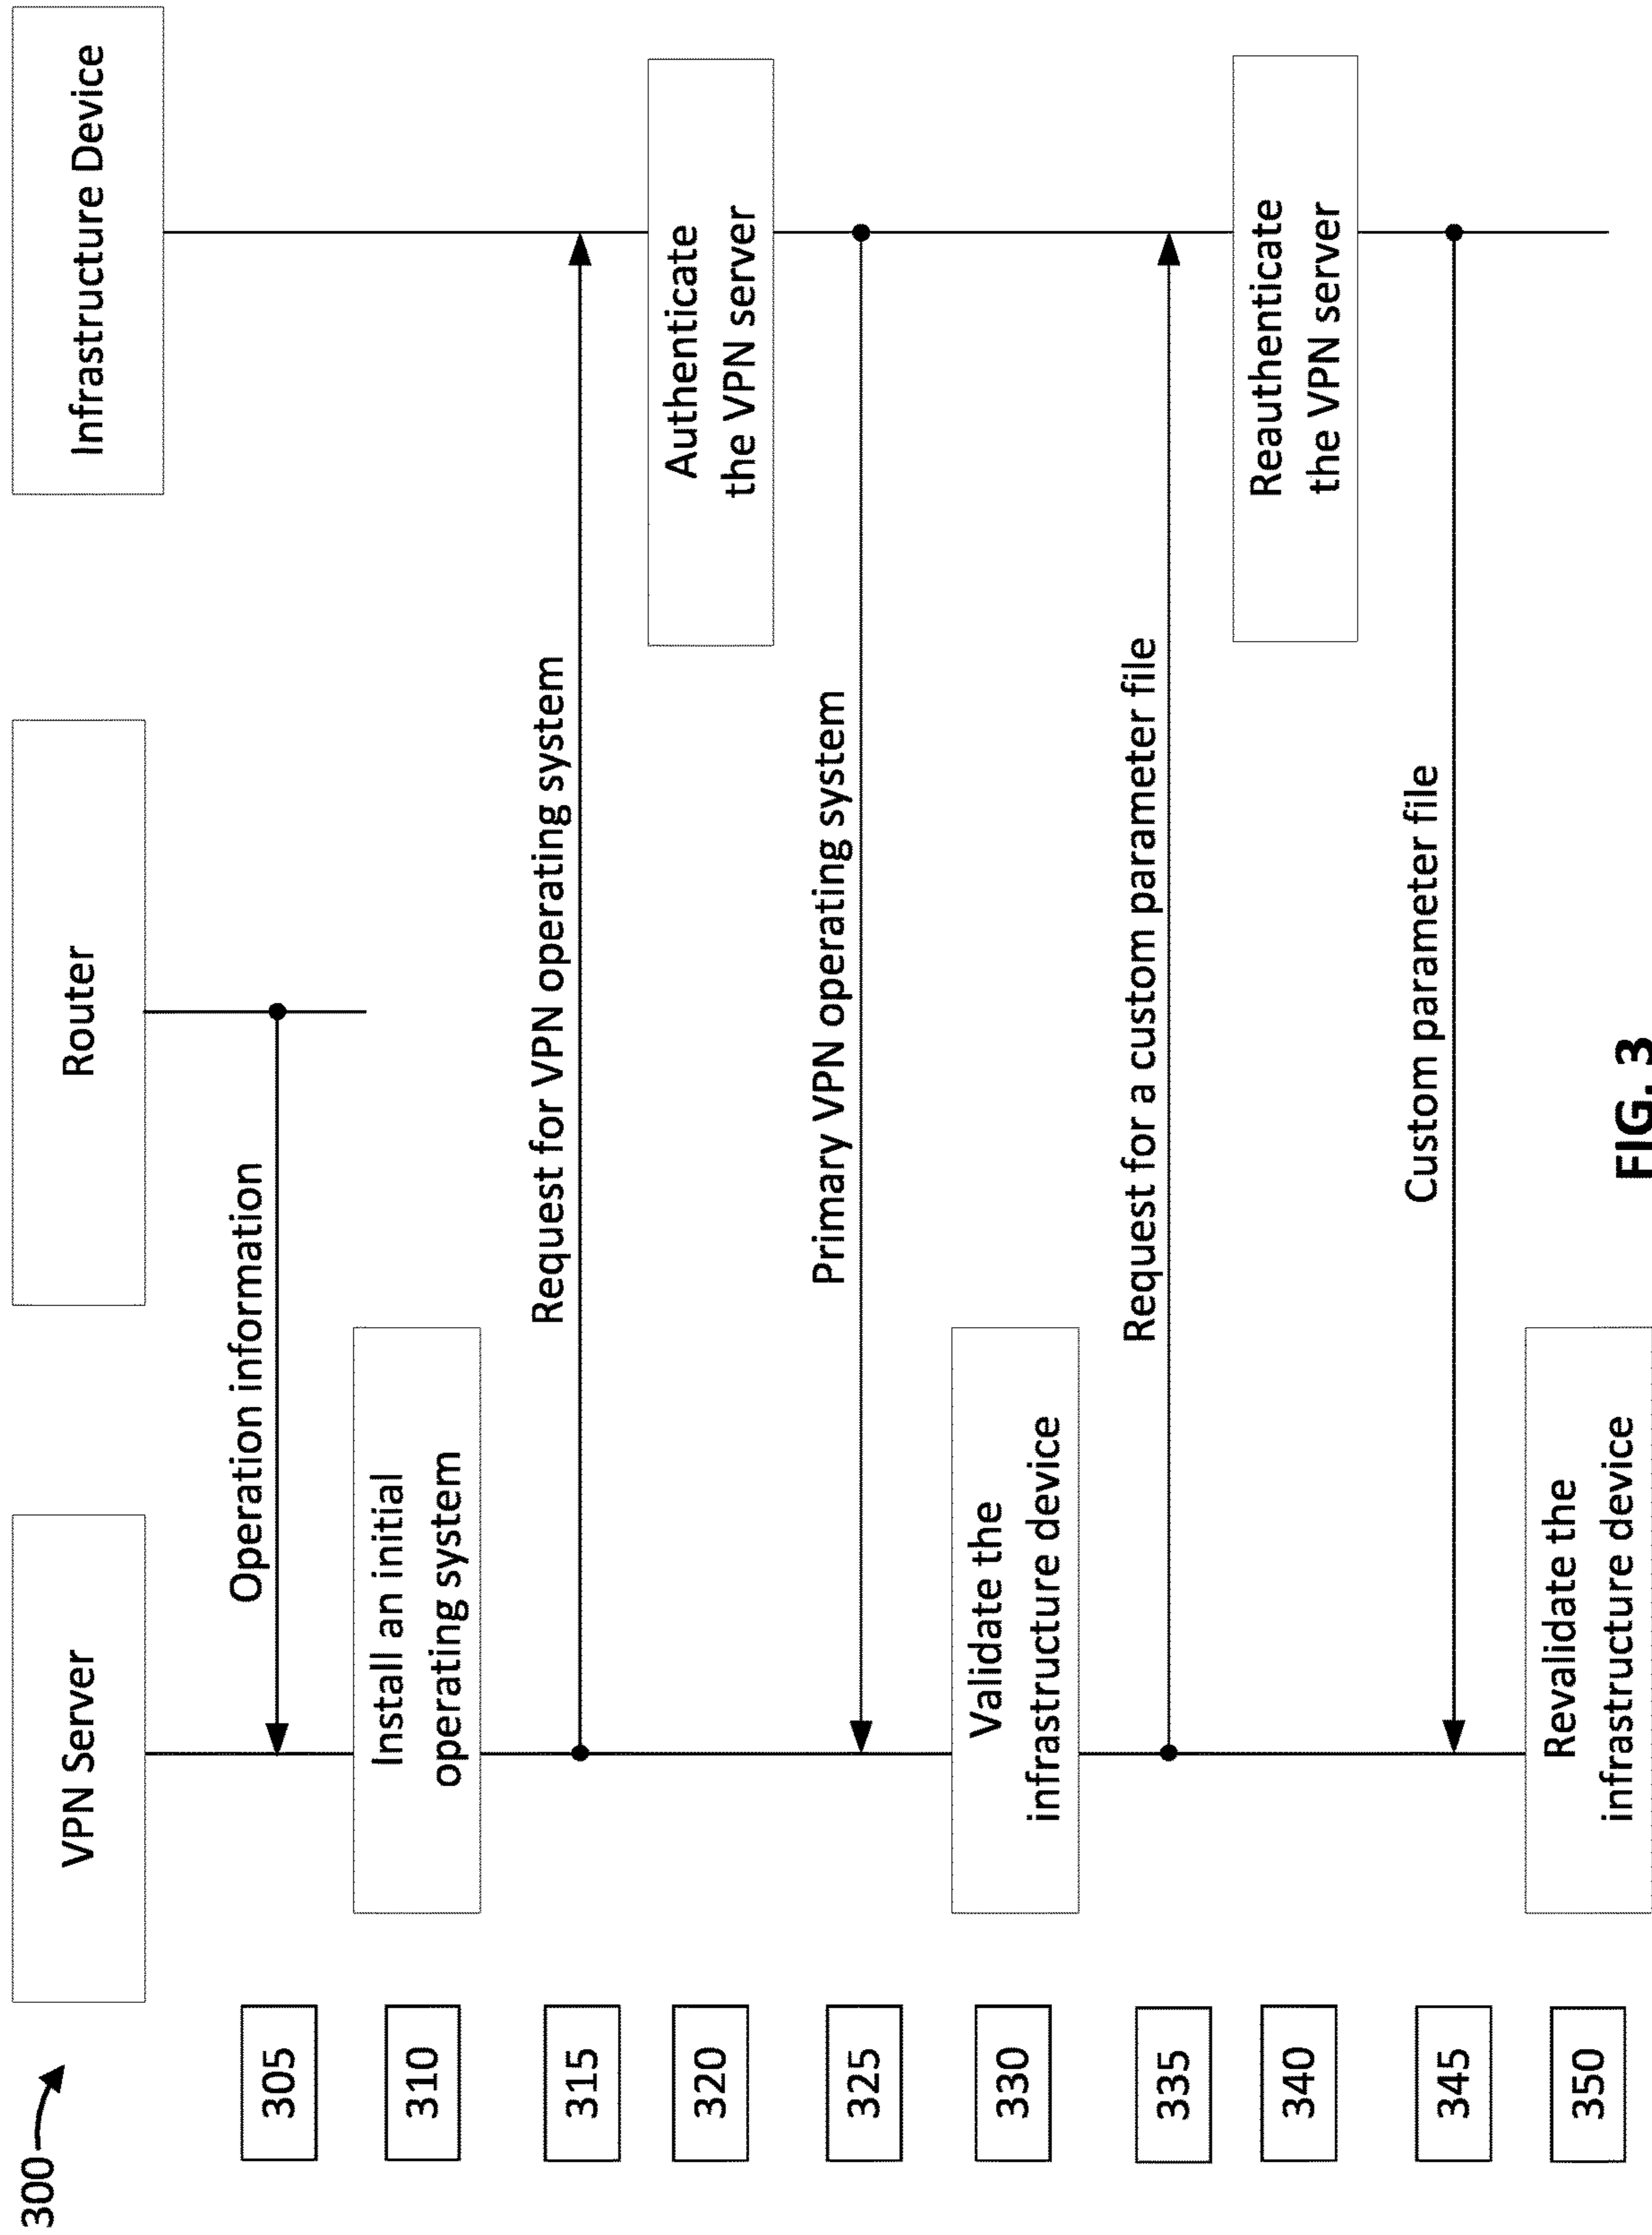 300
VPN Server
Router
Infrastructure Device
305
Operation information
310
Install an initial
operating system
315
Request for VPN operating system
320
Authenticate
the VPN server
325
Primary VPN operating system
330
Validate the
infrastructure device
335
Request for a custom parameter file
340
Reauthenticate
the VPN server
345
Custom parameter file
350
Revalidate the
infrastructure device
FIG. 3